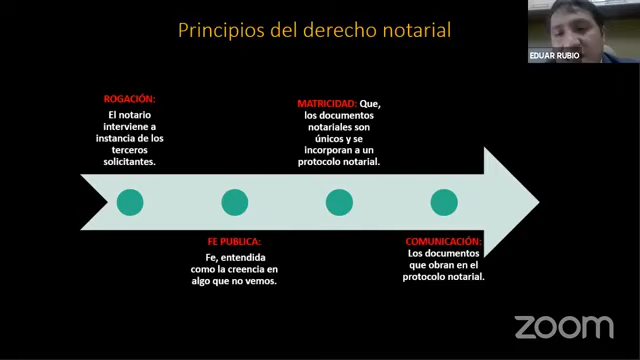 Principios del derecho notarial
EDUAR RUBIO
ROGACIÓN:
El notario
interviene a
instancia de los
terceros
solicitantes.
MATRICIDAD: Que,
los documentos
notariales son
únicos y se
incorporan a un
protocolo notarial.
FE PUBLICA:
Fe, entendida
como la creencia en
algo que no vemos.
COMUNICACIÓN:
Los documentos
que obran en el
protocolo notarial.
zoom